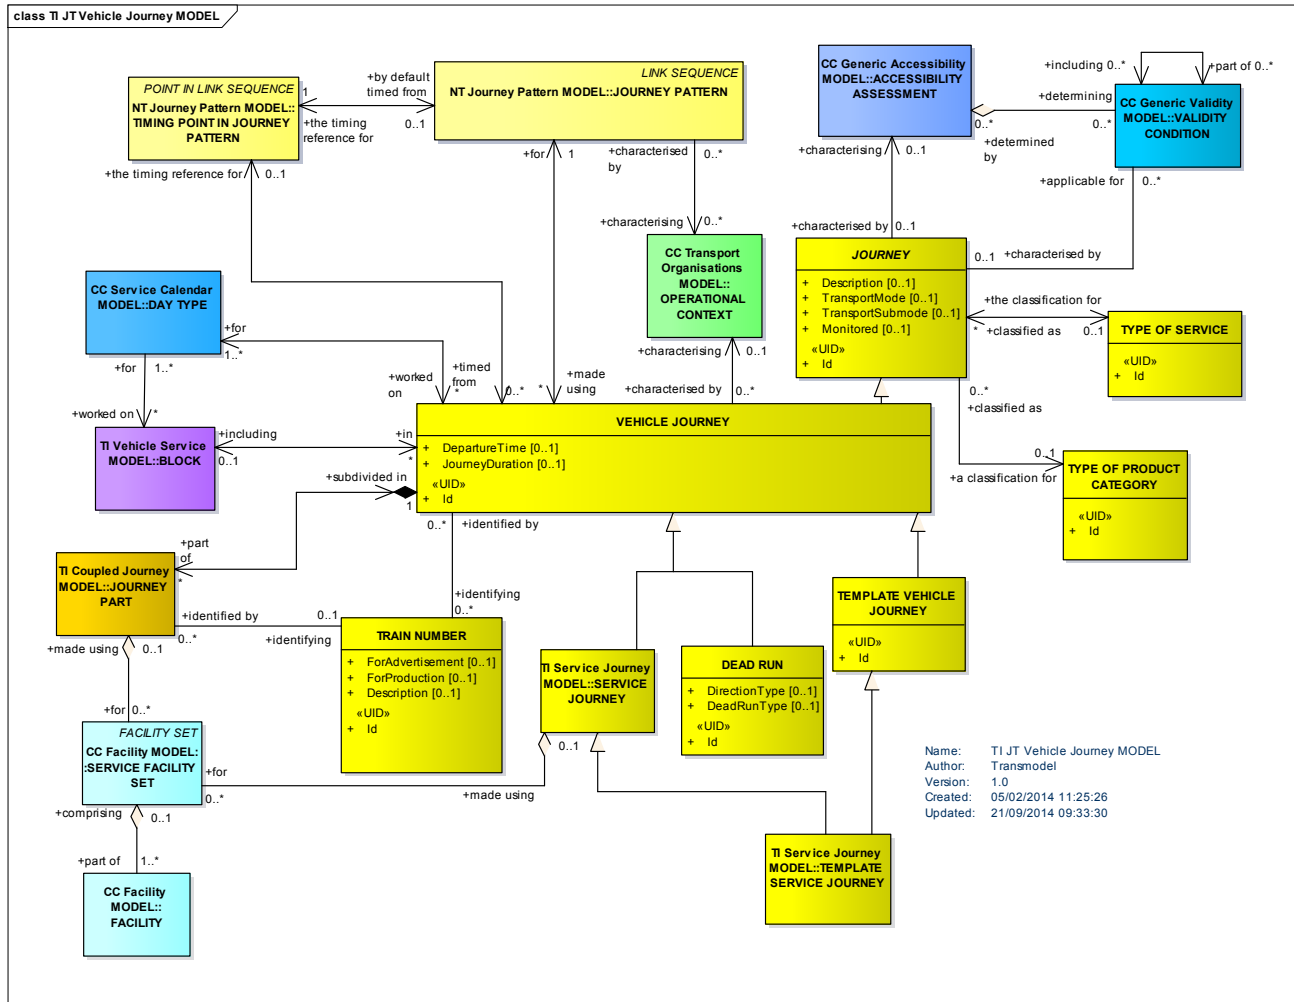 class TI JT Vehicle Journey MODEL
POINT IN LINK SEQUENCE
NT Journey Pattern MODEL::
TIMING POINT IN JOURNEY
PATTERN
1
+by default
timed from
+the timing
reference for
0..1
LINK SEQUENCE
NT Journey Pattern MODEL::JOURNEY PATTERN
CC Generic Accessibility
MODEL::ACCESSIBILITY
ASSESSMENT
+including 0..*
+part of 0..*
+determining
0..*
0..*
+determined
by
CC Generic Validity
MODEL::VALIDITY
CONDITION
+the timing reference for
0..1
+for
1
+characterised
by
0..*
+characterising
0..1
+applicable for
0..*
+characterising
0..*
+characterised by
0..1
CC Transport
Organisations
MODEL::
OPERATIONAL
CONTEXT
JOURNEY
+ Description [0..1]
+ TransportMode [0..1]
+ TransportSubmode [0..1]
+ Monitored [0..1]
«UID»
+ Id
0..1
+characterised by
+the classification for
*
+classified as
0..1
TYPE OF SERVICE
«UID»
+ Id
CC Service Calendar
MODEL::DAY TYPE
+for
1..*
+for
1..*
+worked
on
*
+timed
from
0..*
*
+made
using
+characterising
0..1
+characterised by
0..*
0..*
+classified as
+worked on
*
TI Vehicle Service
MODEL::BLOCK
+including
0..1
+in
*
VEHICLE JOURNEY
+ DepartureTime [0..1]
+ JourneyDuration [0..1]
«UID»
+ Id
0..1
+a classification for
TYPE OF PRODUCT
CATEGORY
«UID»
+ Id
+subdivided in
1
0..*
+identified by
+part
of
*
TI Coupled Journey
MODEL::JOURNEY
PART
+identified by
0..*
0..1
+identifying
+identifying
0..*
TRAIN NUMBER
+ ForAdvertisement [0..1]
+ ForProduction [0..1]
+ Description [0..1]
«UID»
+ Id
TEMPLATE VEHICLE
JOURNEY
«UID»
+ Id
TI Service Journey
MODEL::SERVICE
JOURNEY
DEAD RUN
+ DirectionType [0..1]
+ DeadRunType [0..1]
«UID»
+ Id
+made using
0..1
+for
0..*
FACILITY SET
CC Facility MODEL:
:SERVICE FACILITY
SET
+for
0..*
+made using
0..1
+comprising
0..1
+part of
1..*
CC Facility
MODEL::
FACILITY
TI Service Journey
MODEL::TEMPLATE
SERVICE JOURNEY
Name: TI JT Vehicle Journey MODEL
Author: Transmodel
Version: 1.0
Created: 05/02/2014 11:25:26
Updated: 21/09/2014 09:33:30